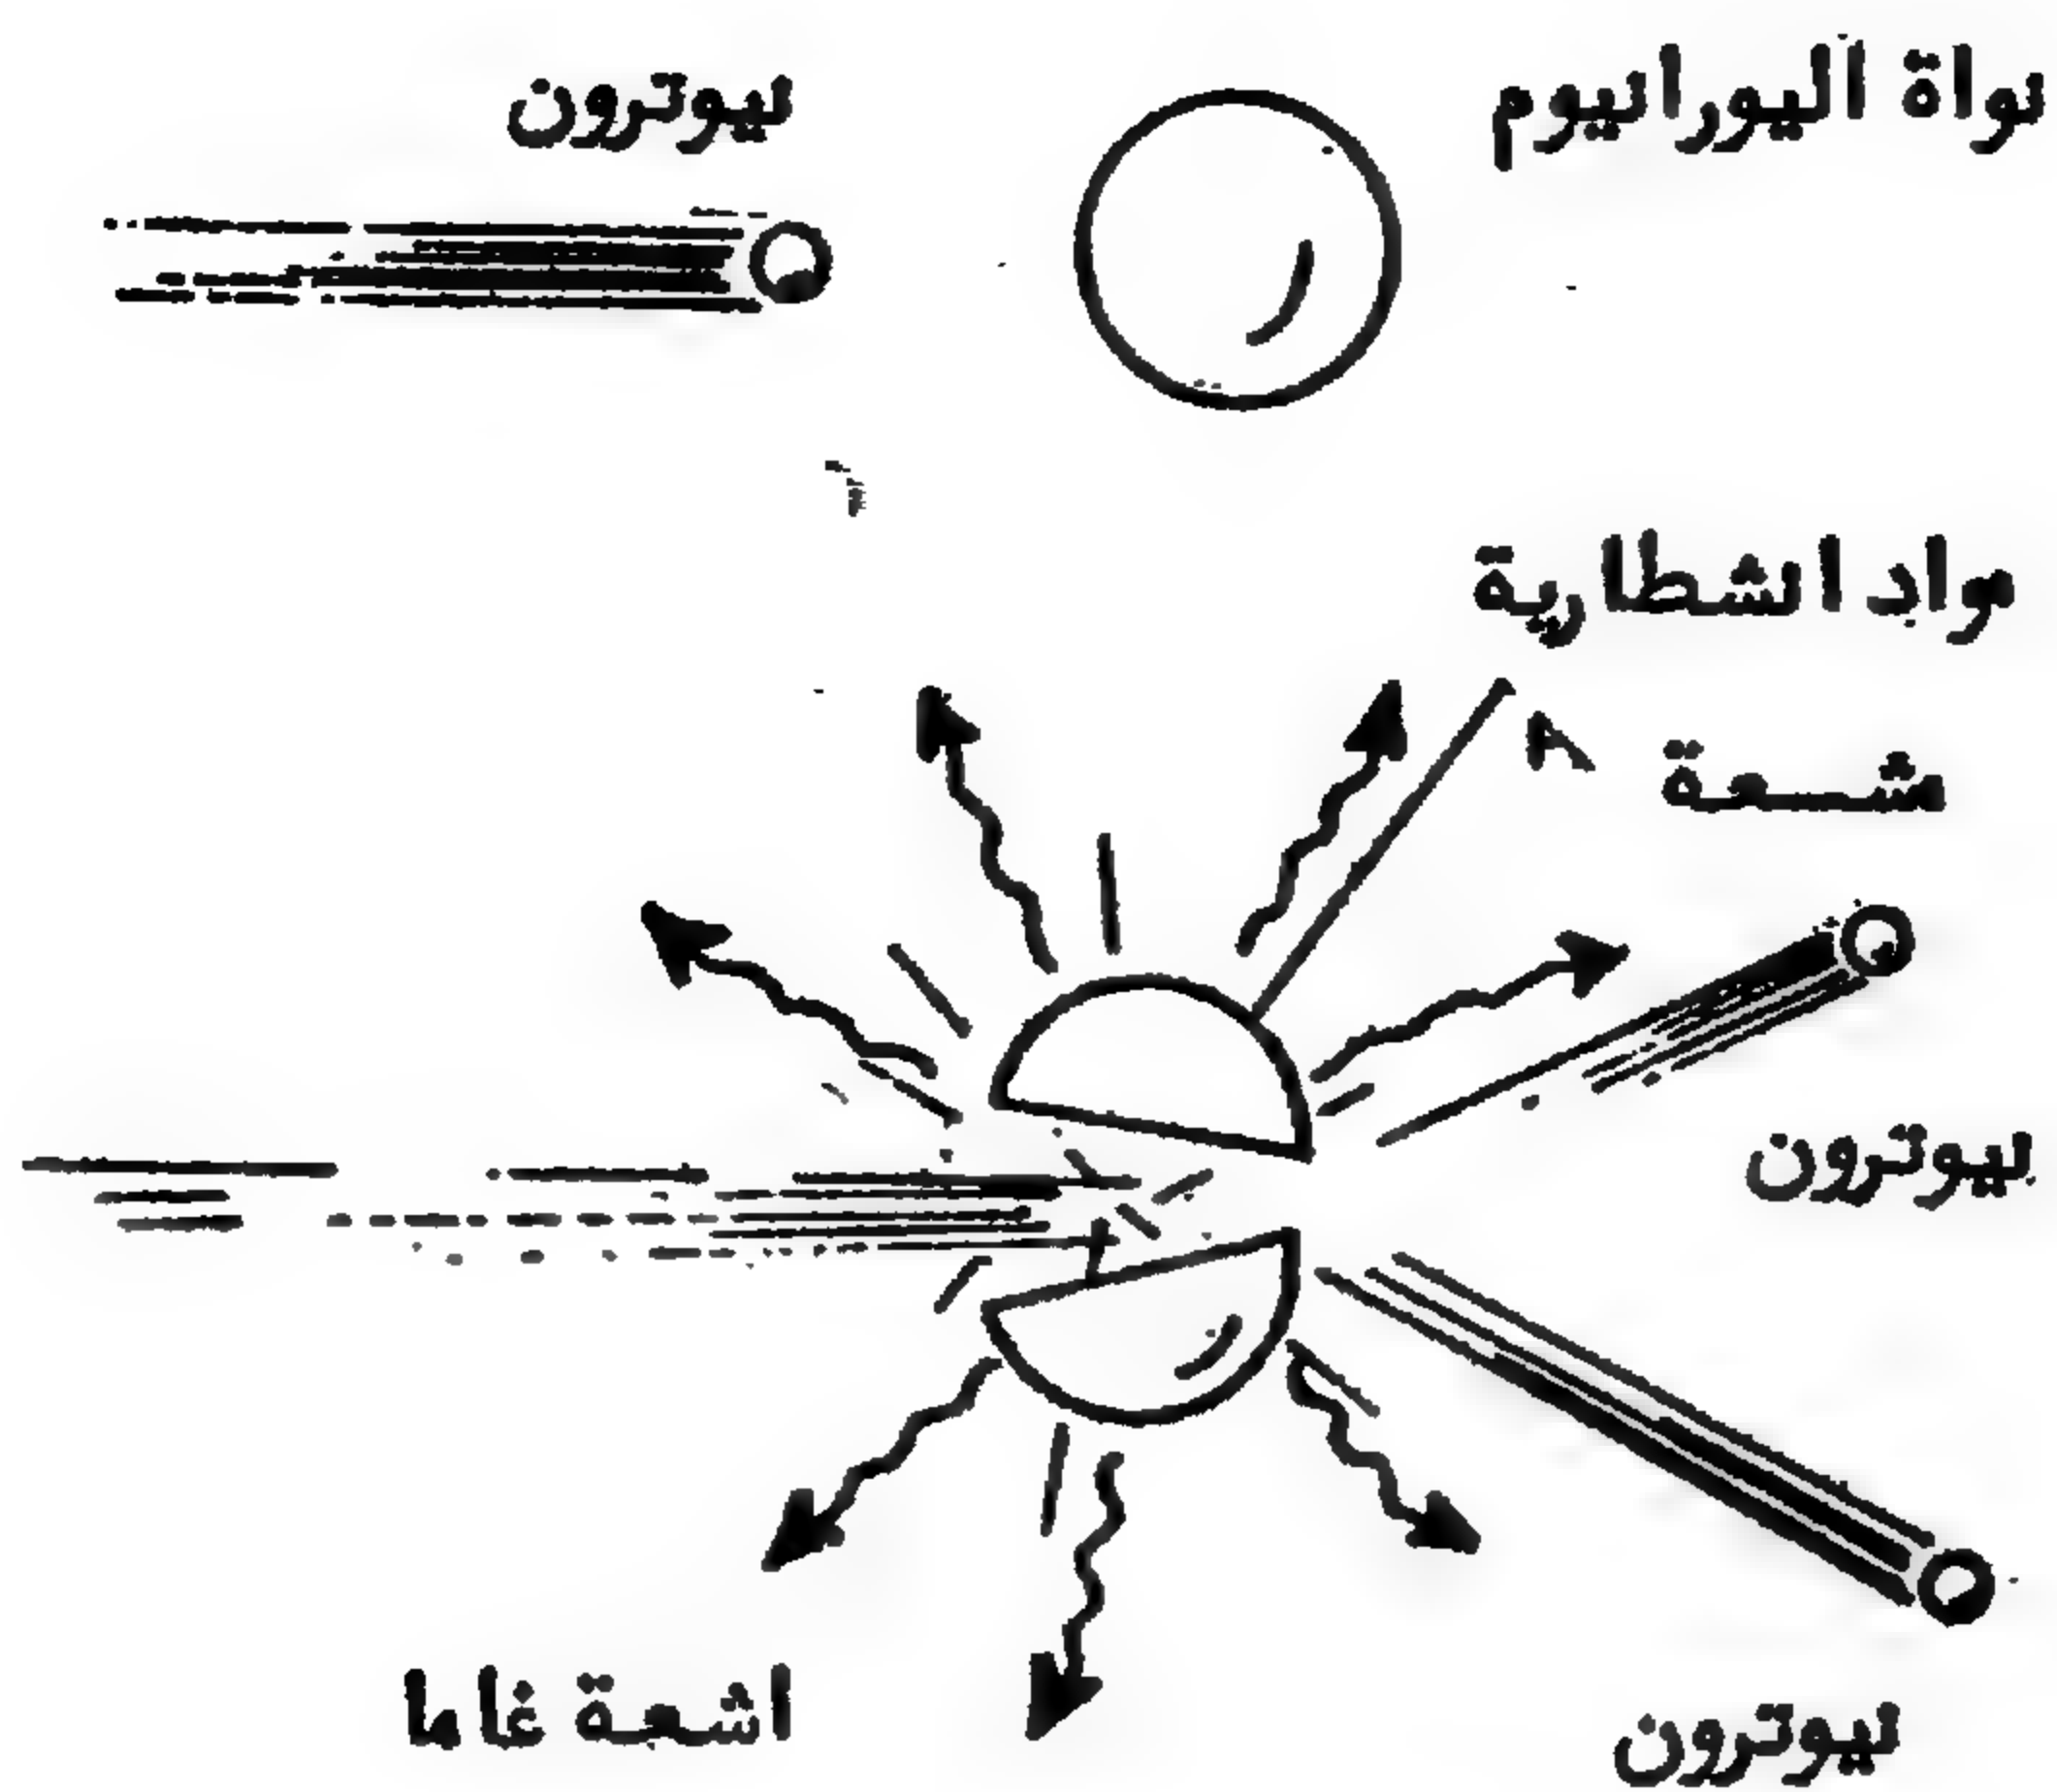 نواة اليورانيوم
نيوترون
مواد انشطارية
مشعة
نيوترون
نيوترون
اشعة غاما